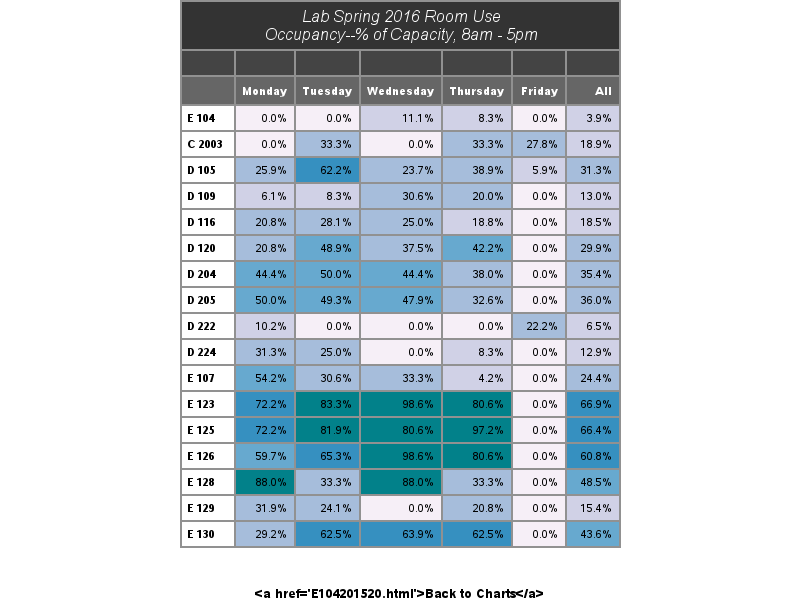 Lab Spring 2016 Room Use
Occupancy--% of Capacity, 8am - 5pm
Monday Tuesday Wednesday Thursday Friday All
E 104 0.0% 0.0% 11.1% 8.3% 0.0% 3.9%
C 2003 0.0% 33.3% 0.0% 33.3% 27.8% 18.9%
D 105 25.9% 62.2% 23.7% 38.9% 5.9% 31.3%
D 109 6.1% 8.3% 30.6% 20.0% 0.0% 13.0%
D 116 20.8% 28.1% 25.0% 18.8% 0.0% 18.5%
D 120 20.8% 48.9% 37.5% 42.2% 0.0% 29.9%
D 204 44.4% 50.0% 44.4% 38.0% 0.0% 35.4%
D 205 50.0% 49.3% 47.9% 32.6% 0.0% 36.0%
D 222 10.2% 0.0% 0.0% 0.0% 22.2% 6.5%
D 224 31.3% 25.0% 0.0% 8.3% 0.0% 12.9%
E 107 54.2% 30.6% 33.3% 4.2% 0.0% 24.4%
E 123 72.2% 83.3% 98.6% 80.6% 0.0% 66.9%
E 125 72.2% 81.9% 80.6% 97.2% 0.0% 66.4%
E 126 59.7% 65.3% 98.6% 80.6% 0.0% 60.8%
E 128 88.0% 33.3% 88.0% 33.3% 0.0% 48.5%
E 129 31.9% 24.1% 0.0% 20.8% 0.0% 15.4%
E 130 29.2% 62.5% 63.9% 62.5% 0.0% 43.6%
<a href='E104201520.html'>Back to Charts</a>